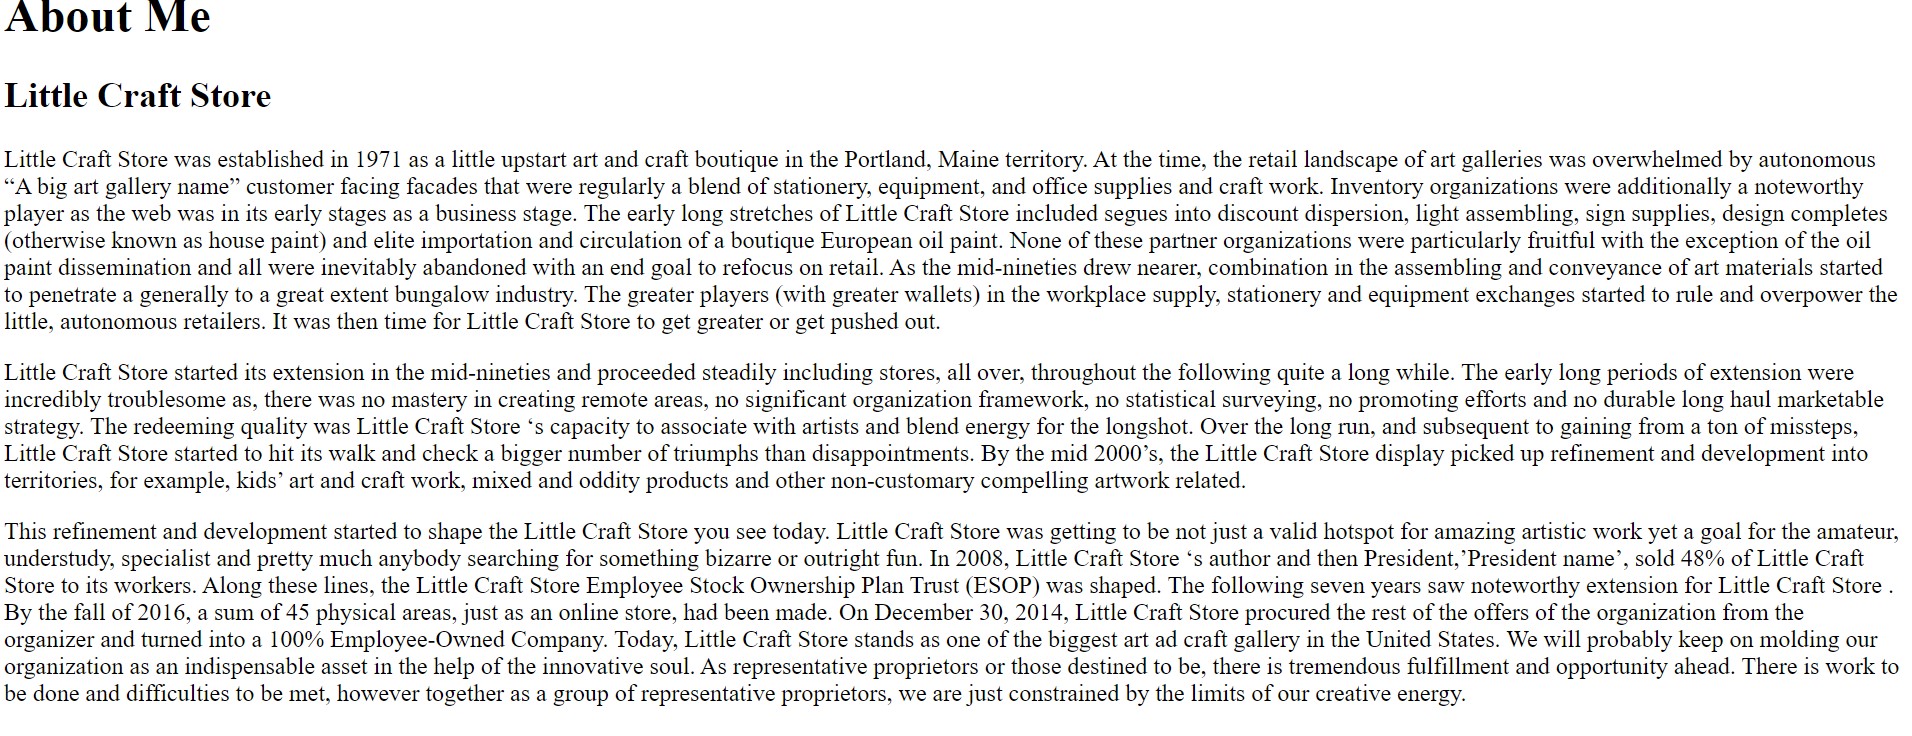 About Me
Little Craft Store
Little Craft Store was established in 1971 as a little upstart art and craft boutique in the Portland, Maine territory. At the time, the retail landscape of art galleries was overwhelmed by autonomous
“A big art gallery name” customer facing facades that were regularly a blend of stationery, equipment, and office supplies and craft work. Inventory organizations were additionally a noteworthy
player as the web was in its early stages as a business stage. The early long stretches of Little Craft Store included segues into discount dispersion, light assembling, sign supplies, design completes
(otherwise known as house paint) and elite importation and circulation of a boutique European oil paint. None of these partner organizations were particularly fruitful with the exception of the oil
paint dissemination and all were inevitably abandoned with an end goal to refocus on retail. As the mid-nineties drew nearer, combination in the assembling and conveyance of art materials started
to penetrate a generally to a great extent bungalow industry. The greater players (with greater wallets) in the workplace supply, stationery and equipment exchanges started to rule and overpower the
little, autonomous retailers. It was then time for Little Craft Store to get greater or get pushed out.
Little Craft Store started its extension in the mid-nineties and proceeded steadily including stores, all over, throughout the following quite a long while. The early long periods of extension were
incredibly troublesome as, there was no mastery in creating remote areas, no significant organization framework, no statistical surveying, no promoting efforts and no durable long haul marketable
strategy. The redeeming quality was Little Craft Store ‘s capacity to associate with artists and blend energy for the longshot. Over the long run, and subsequent to gaining from a ton of missteps,
Little Craft Store started to hit its walk and check a bigger number of triumphs than disappointments. By the mid 2000’s, the Little Craft Store display picked up refinement and development into
territories, for example, kids’ art and craft work, mixed and oddity products and other non-customary compelling artwork related.
This refinement and development started to shape the Little Craft Store you see today. Little Craft Store was getting to be not just a valid hotspot for amazing artistic work yet a goal for the amateur,
understudy, specialist and pretty much anybody searching for something bizarre or outright fun. In 2008, Little Craft Store ‘s author and then President,’President name’, sold 48% of Little Craft
Store to its workers. Along these lines, the Little Craft Store Employee Stock Ownership Plan Trust (ESOP) was shaped. The following seven years saw noteworthy extension for Little Craft Store .
By the fall of 2016, a sum of 45 physical areas, just as an online store, had been made. On December 30, 2014, Little Craft Store procured the rest of the offers of the organization from the
organizer and turned into a 100% Employee-Owned Company. Today, Little Craft Store stands as one of the biggest art ad craft gallery in the United States. We will probably keep on molding our
organization as an indispensable asset in the help of the innovative soul. As representative proprietors or those destined to be, there is tremendous fulfillment and opportunity ahead. There is work to
be done and difficulties to be met, however together as a group of representative proprietors, we are just constrained by the limits of our creative energy.